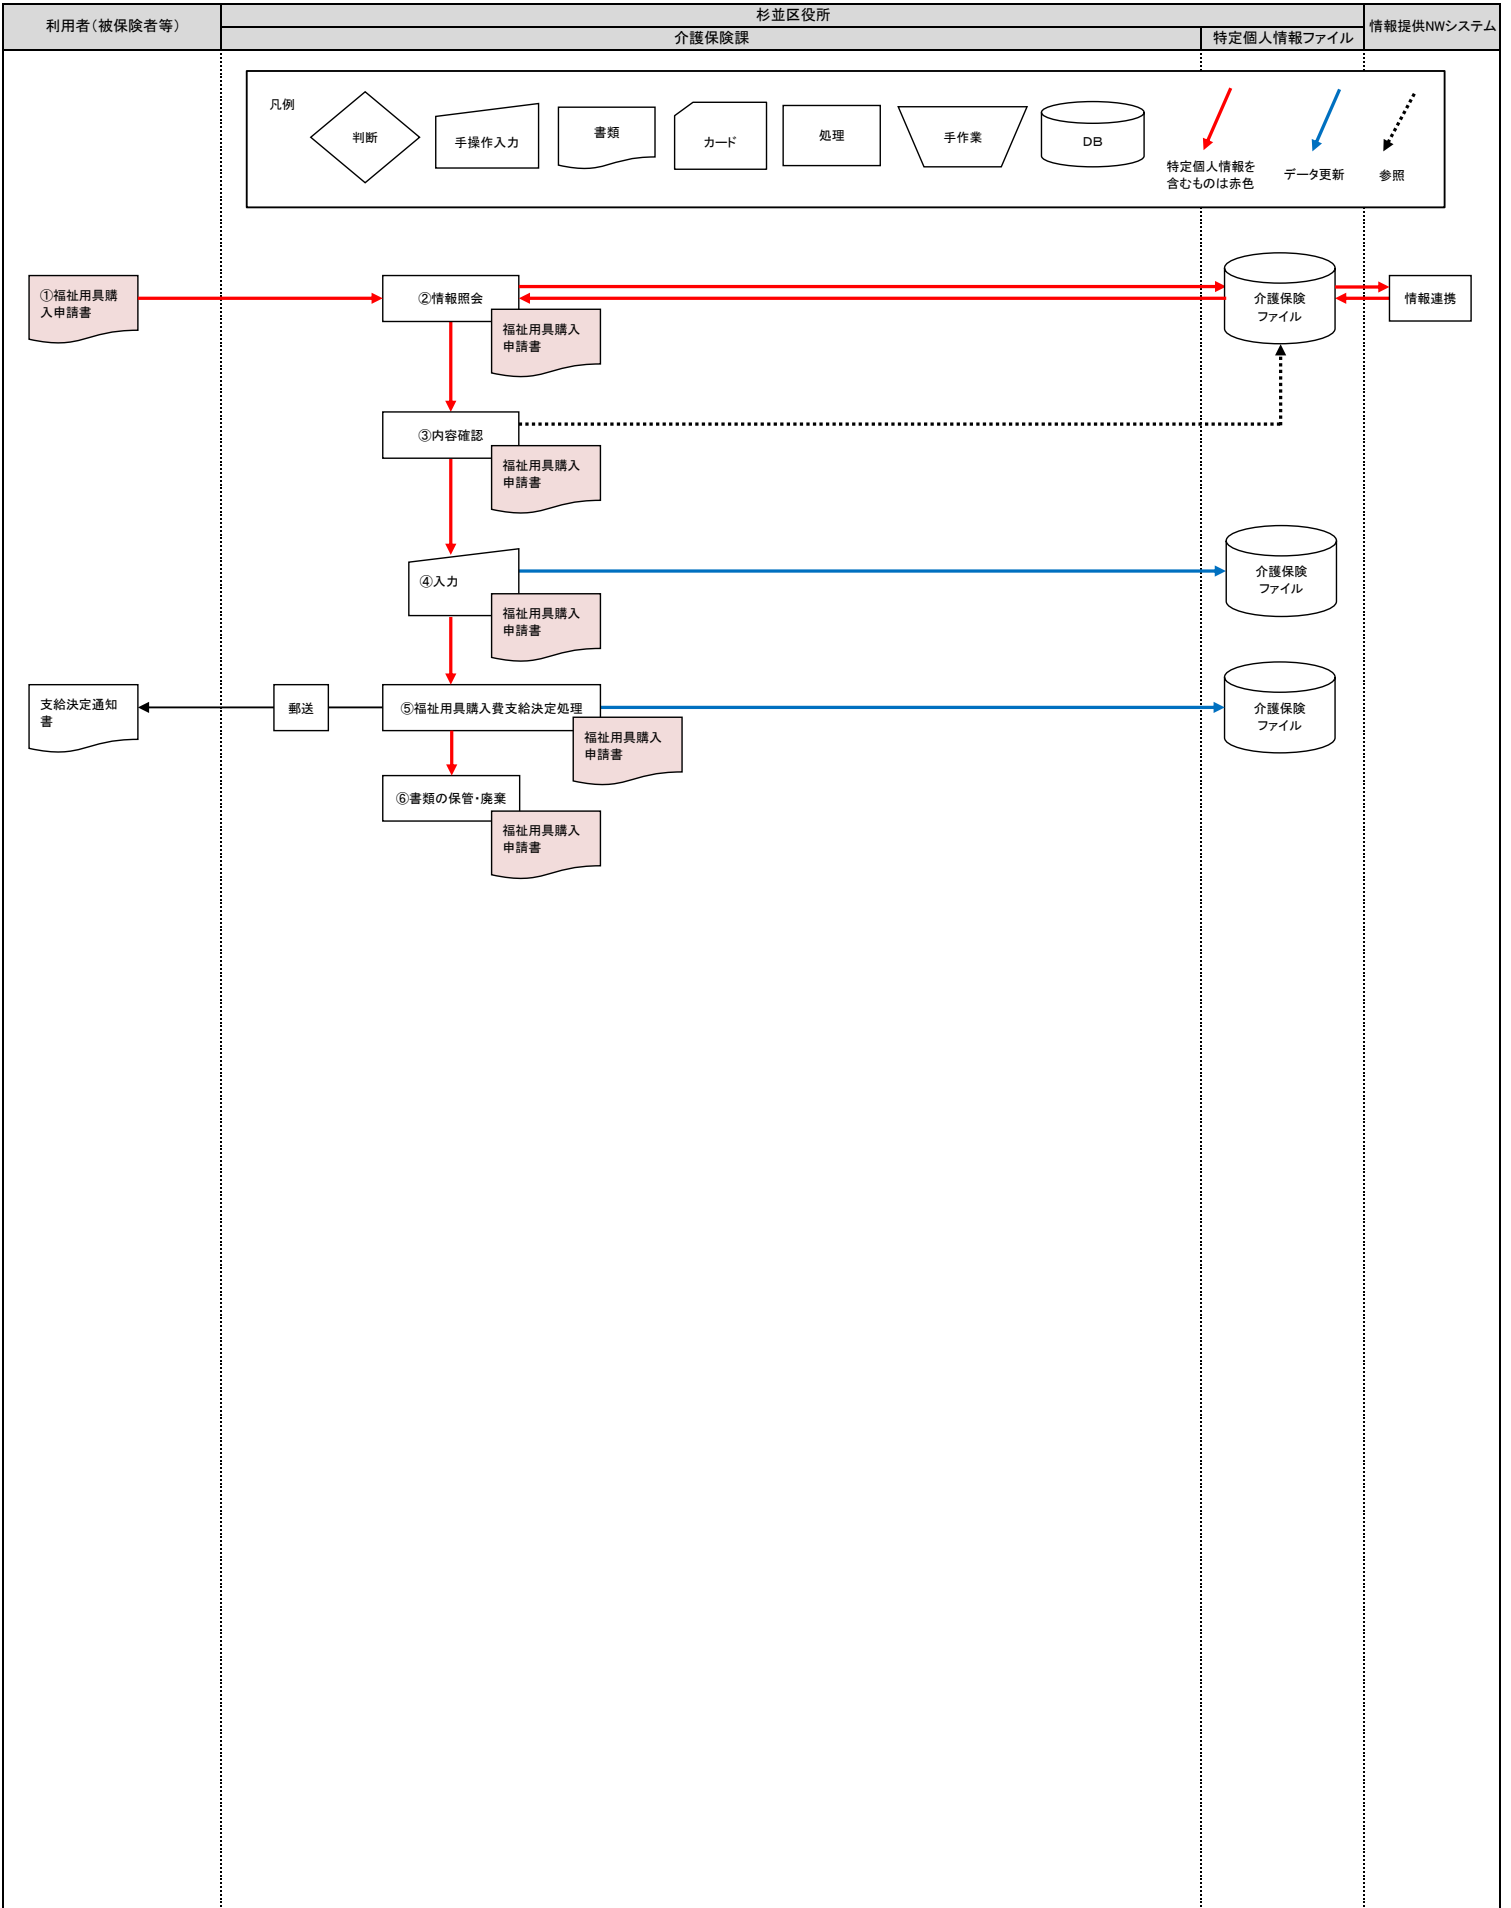 利用者（被保険者等）
杉並区役所
情報提供NWシステム
介護保険課
特定個人情報ファイル
凡例
判断
手操作入力
書類
カード
処理
手作業
DB
特定個人情報を
含むものは赤色
データ更新
参照
①福祉用具購
入申請書
②情報照会
福祉用具購入
申請書
介護保険
ファイル
情報連携
③内容確認
福祉用具購入
申請書
④入力
福祉用具購入
申請書
介護保険
ファイル
支給決定通知
書
郵送
⑤福祉用具購入費支給決定処理
福祉用具購入
申請書
介護保険
ファイル
⑥書類の保管・廃棄
福祉用具購入
申請書